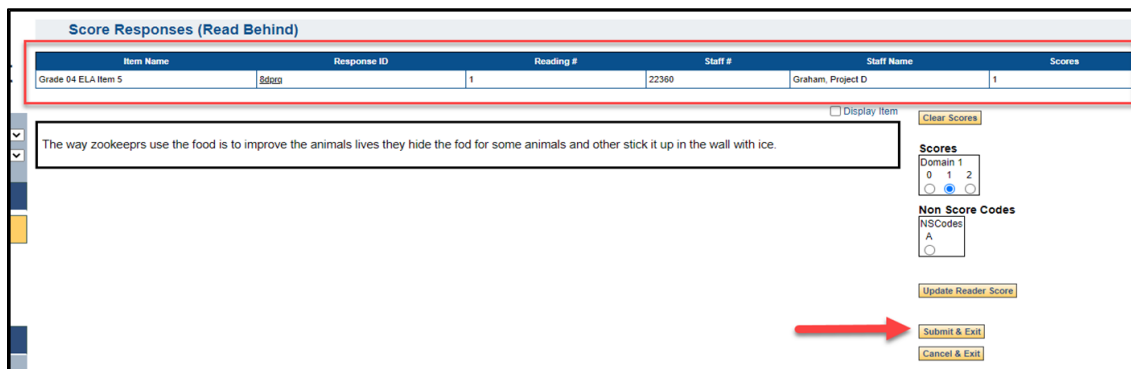 Score Responses (Read Behind)
Item Name Response ID Reading # Staff # Staff Name Scores
Grade 04 ELA Item 5 8dprq 1 22360 Graham, Project D 1
Display Item
Clear Scores
The way zookeeprs use the food is to improve the animals lives they hide the fod for some animals and other stick it up in the wall with ice.
Scores
Domain 1
0 1 2
Non Score Codes
NSCodes
A
Update Reader Score
Submit & Exit
Cancel & Exit